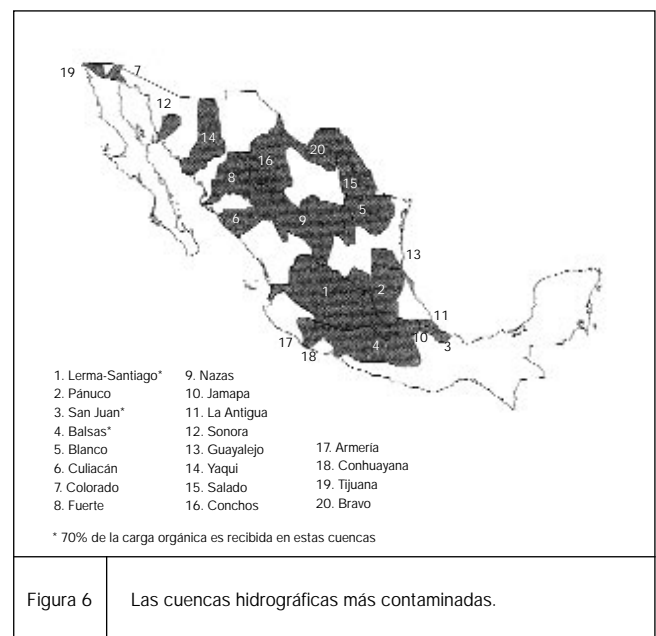 19
7
12
14
20
16
8
15
6
9
5
13
1
2
11
17
18
4
10
3
1. Lerma-Santiago*
2. Pánuco
3. San Juan*
4. Balsas*
5. Blanco
6. Culiacán
7. Colorado
8. Fuerte
9. Nazas
10. Jamapa
11. La Antigua
12. Sonora
13. Guayalejo
14. Yaqui
15. Salado
16. Conchos
17. Armería
18. Conhuayana
19. Tijuana
20. Bravo
* 70% de la carga orgánica es recibida en estas cuencas
Figura 6
Las cuencas hidrográficas más contaminadas.